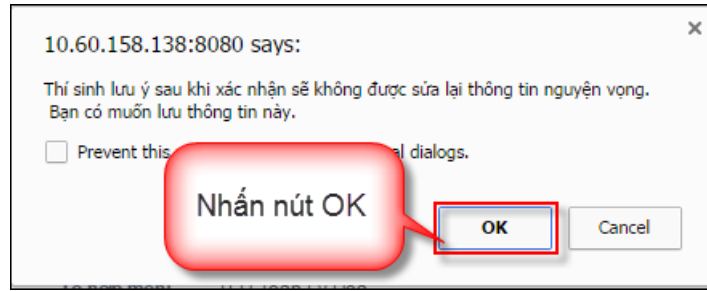 10.60.158.138:8080 says:
Thí sinh lưu ý sau khi xác nhận sẽ không được sửa lại thông tin nguyện vọng.
Bạn có muốn lưu thông tin này.
Prevent this dialogs.
Nhấn nút OK
OK Cancel